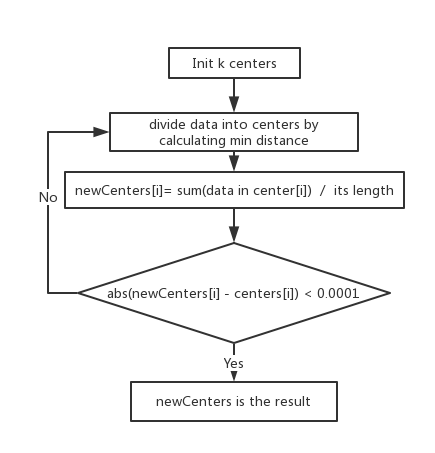 Init k centers
divide data into centers by
calculating min distance
newCenters[i]= sum(data in center[i]) / its length
No
abs(newCenters[i] - centers[i]) < 0.0001
Yes
newCenters is the result